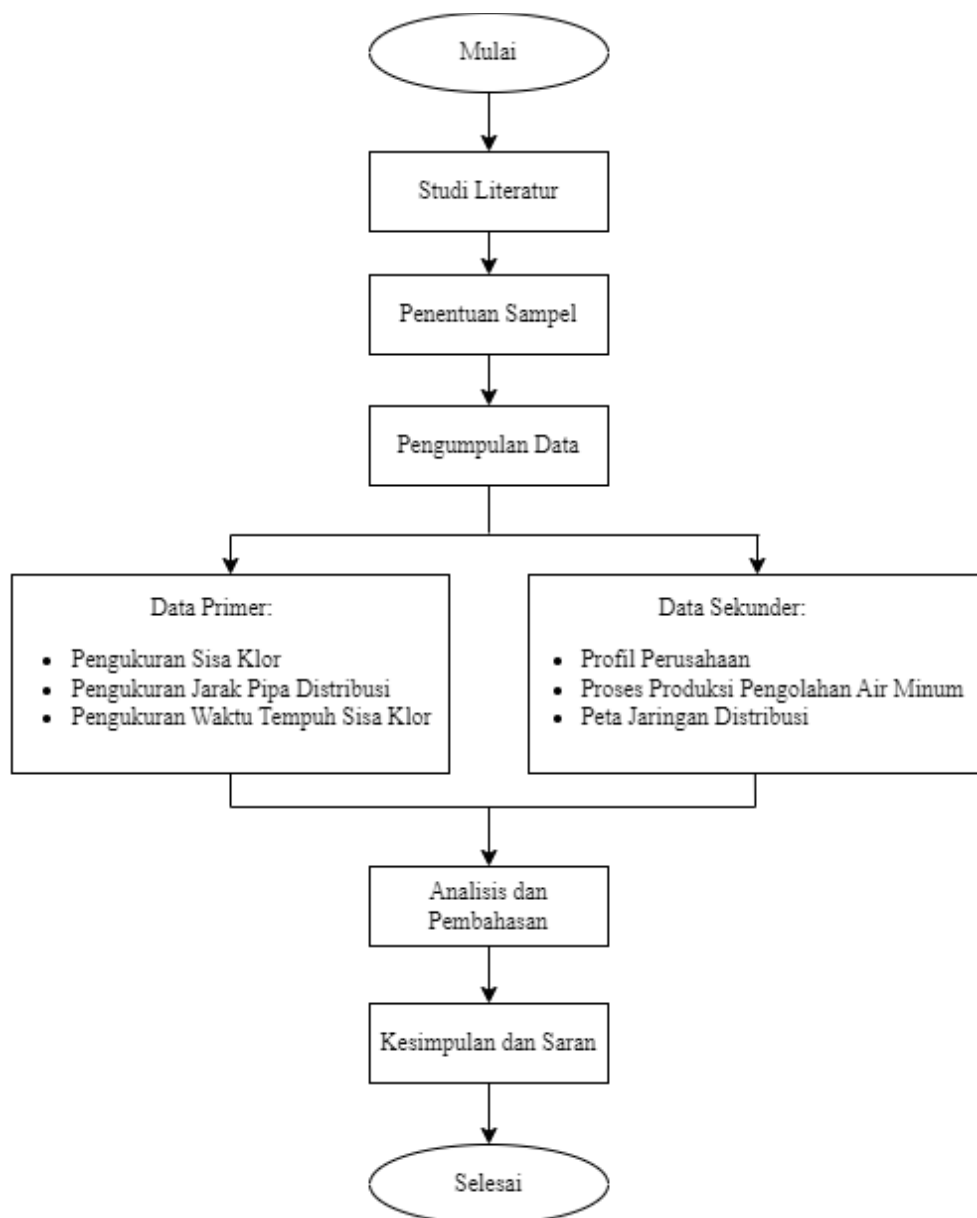 Mulai
Studi Literatur
Penentuan Sampel
Pengumpulan Data
Data Primer:
• Pengukuran Sisa Klor
• Pengukuran Jarak Pipa Distribusi
• Pengukuran Waktu Tempuh Sisa Klor
Data Sekunder:
• Profil Perusahaan
• Proses Produksi Pengolahan Air Minum
• Peta Jaringan Distribusi
Analisis dan
Pembahasan
Kesimpulan dan Saran
Selesai